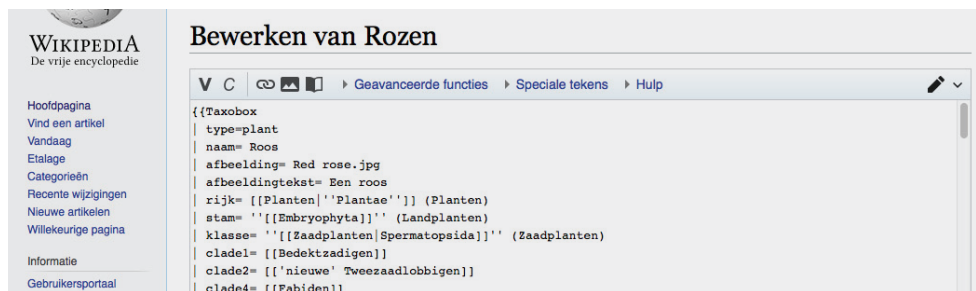 WIKIPEDIA
De vrije encyclopedie
Hoofdpagina
Vind een artikel
Vandaag
Etalage
Categorieën
Recente wijzigingen
Nieuwe artikelen
Willekeurige pagina
Informatie
Gebruikersportaal
Bewerken van Rozen
V C Geavanceerde functies Speciale tekens Hulp
{{Taxobox
| type=plant
| naam= Roos
| afbeelding= Red rose.jpg
| afbeeldingtekst= Een roos
| rijk= [[Planten|''Plantae'']] (Planten)
| stam= ''[[Embryophyta]]'' (Landplanten)
| klasse= ''[[Zaadplanten|Spermatopsida]]'' (Zaadplanten)
| clade1= [[Bedektzadigen]]
| clade2= [['nieuwe' Tweezaadlobbigen]]
| clade4= [[Fabiden]]